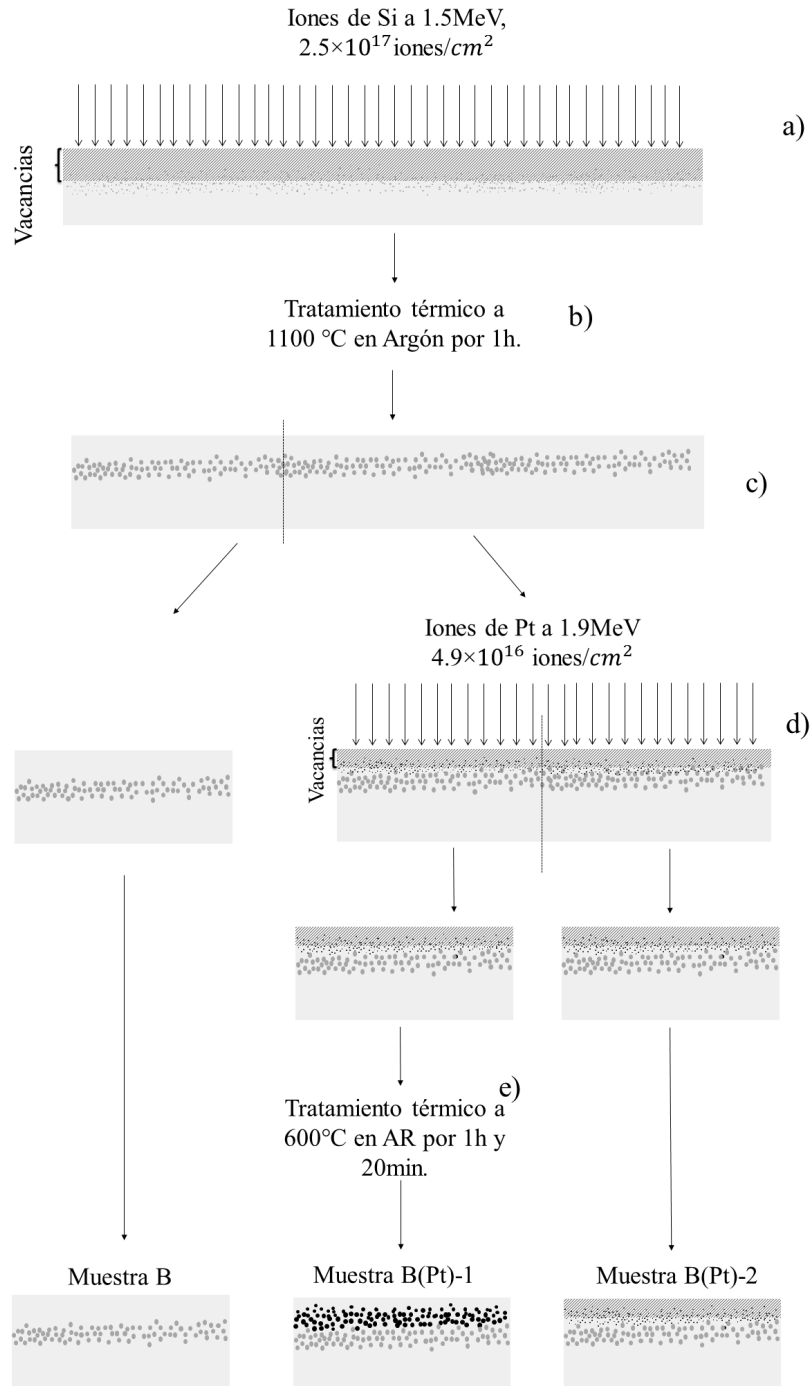 Iones de Si a 1.5MeV,
2.5×10¹⁷iones/cm²
a)
Vacancias
Tratamiento térmico a
1100 °C en Argón por 1h.
b)
c)
Iones de Pt a 1.9MeV
4.9×10¹⁶ iones/cm²
d)
Vacancias
e)
Tratamiento térmico a
600°C en AR por 1h y
20min.
Muestra B
Muestra B(Pt)-1
Muestra B(Pt)-2